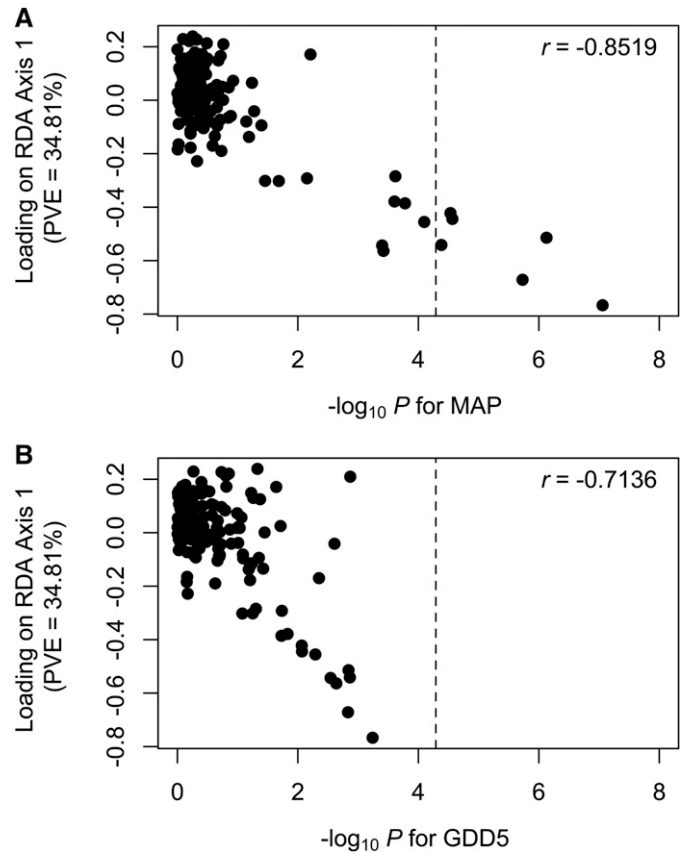 A
r = -0.8519
Loading on RDA Axis 1
(PVE = 34.81%)
0.2
0.0
-0.2
-0.4
-0.6
-0.8
0 2 4 6 8
-log₁₀ P for MAP
B
r = -0.7136
Loading on RDA Axis 1
(PVE = 34.81%)
0.2
0.0
-0.2
-0.4
-0.6
-0.8
0 2 4 6 8
-log₁₀ P for GDD5